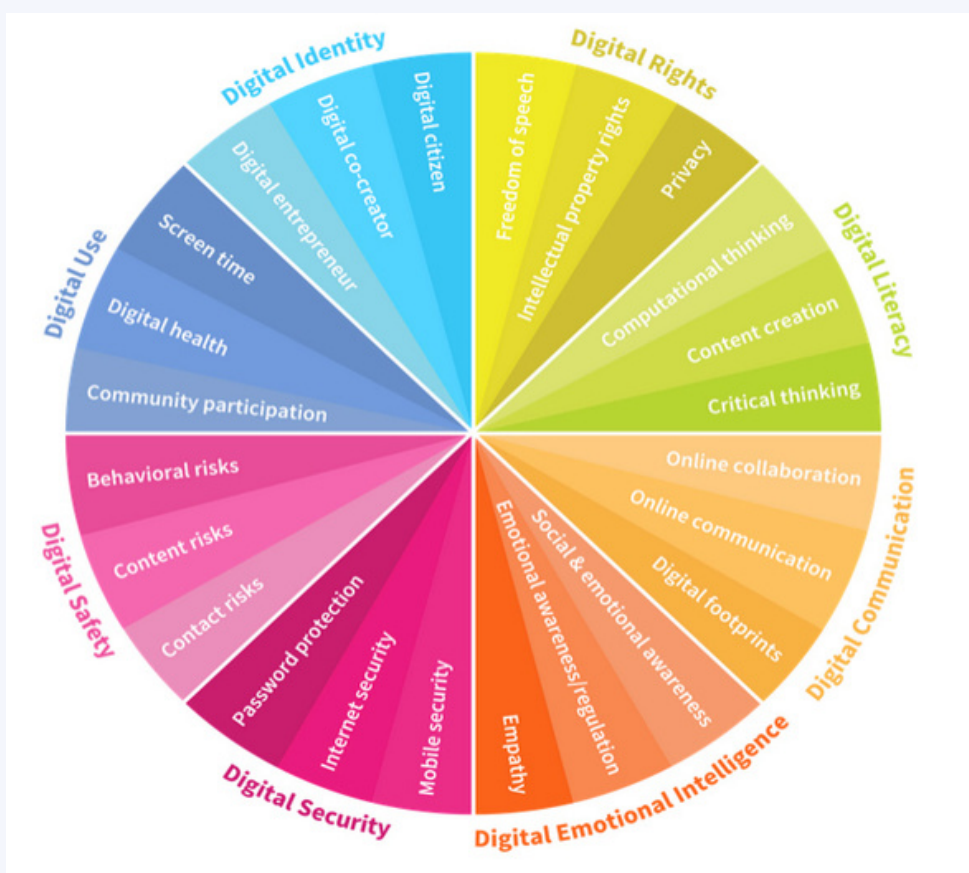 Digital Identity
Digital entrepreneur
Digital co-creator
Digital citizen
Digital Rights
Freedom of speech
Intellectual property rights
Privacy
Digital Literacy
Computational thinking
Content creation
Critical thinking
Digital Communication
Online collaboration
Online communication
Digital footprints
Digital Emotional Intelligence
Social & emotional awareness
Emotional awareness/regulation
Empathy
Digital Security
Mobile security
Internet security
Password protection
Digital Safety
Contact risks
Content risks
Behavioral risks
Digital Use
Community participation
Digital health
Screen time